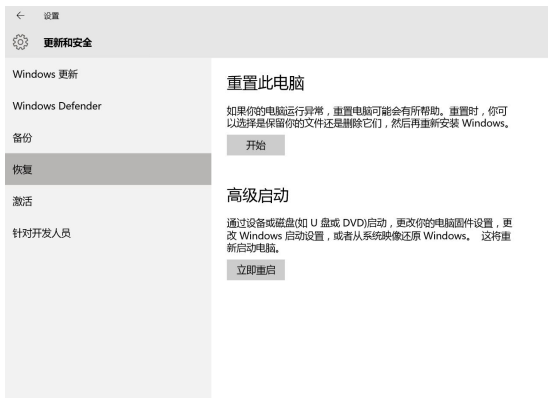 ← 设置
更新和安全
Windows 更新
Windows Defender
备份
恢复
激活
针对开发人员
重置此电脑
如果你的电脑运行异常，重置电脑可能会有所帮助。重置时，你可
以选择是保留你的文件还是删除它们，然后再重新安装 Windows。
开始
高级启动
通过设备或磁盘(如 U 盘或 DVD)启动，更改你的电脑固件设置，更
改 Windows 启动设置，或者从系统映像还原 Windows。 这将重
新启动电脑。
立即重启